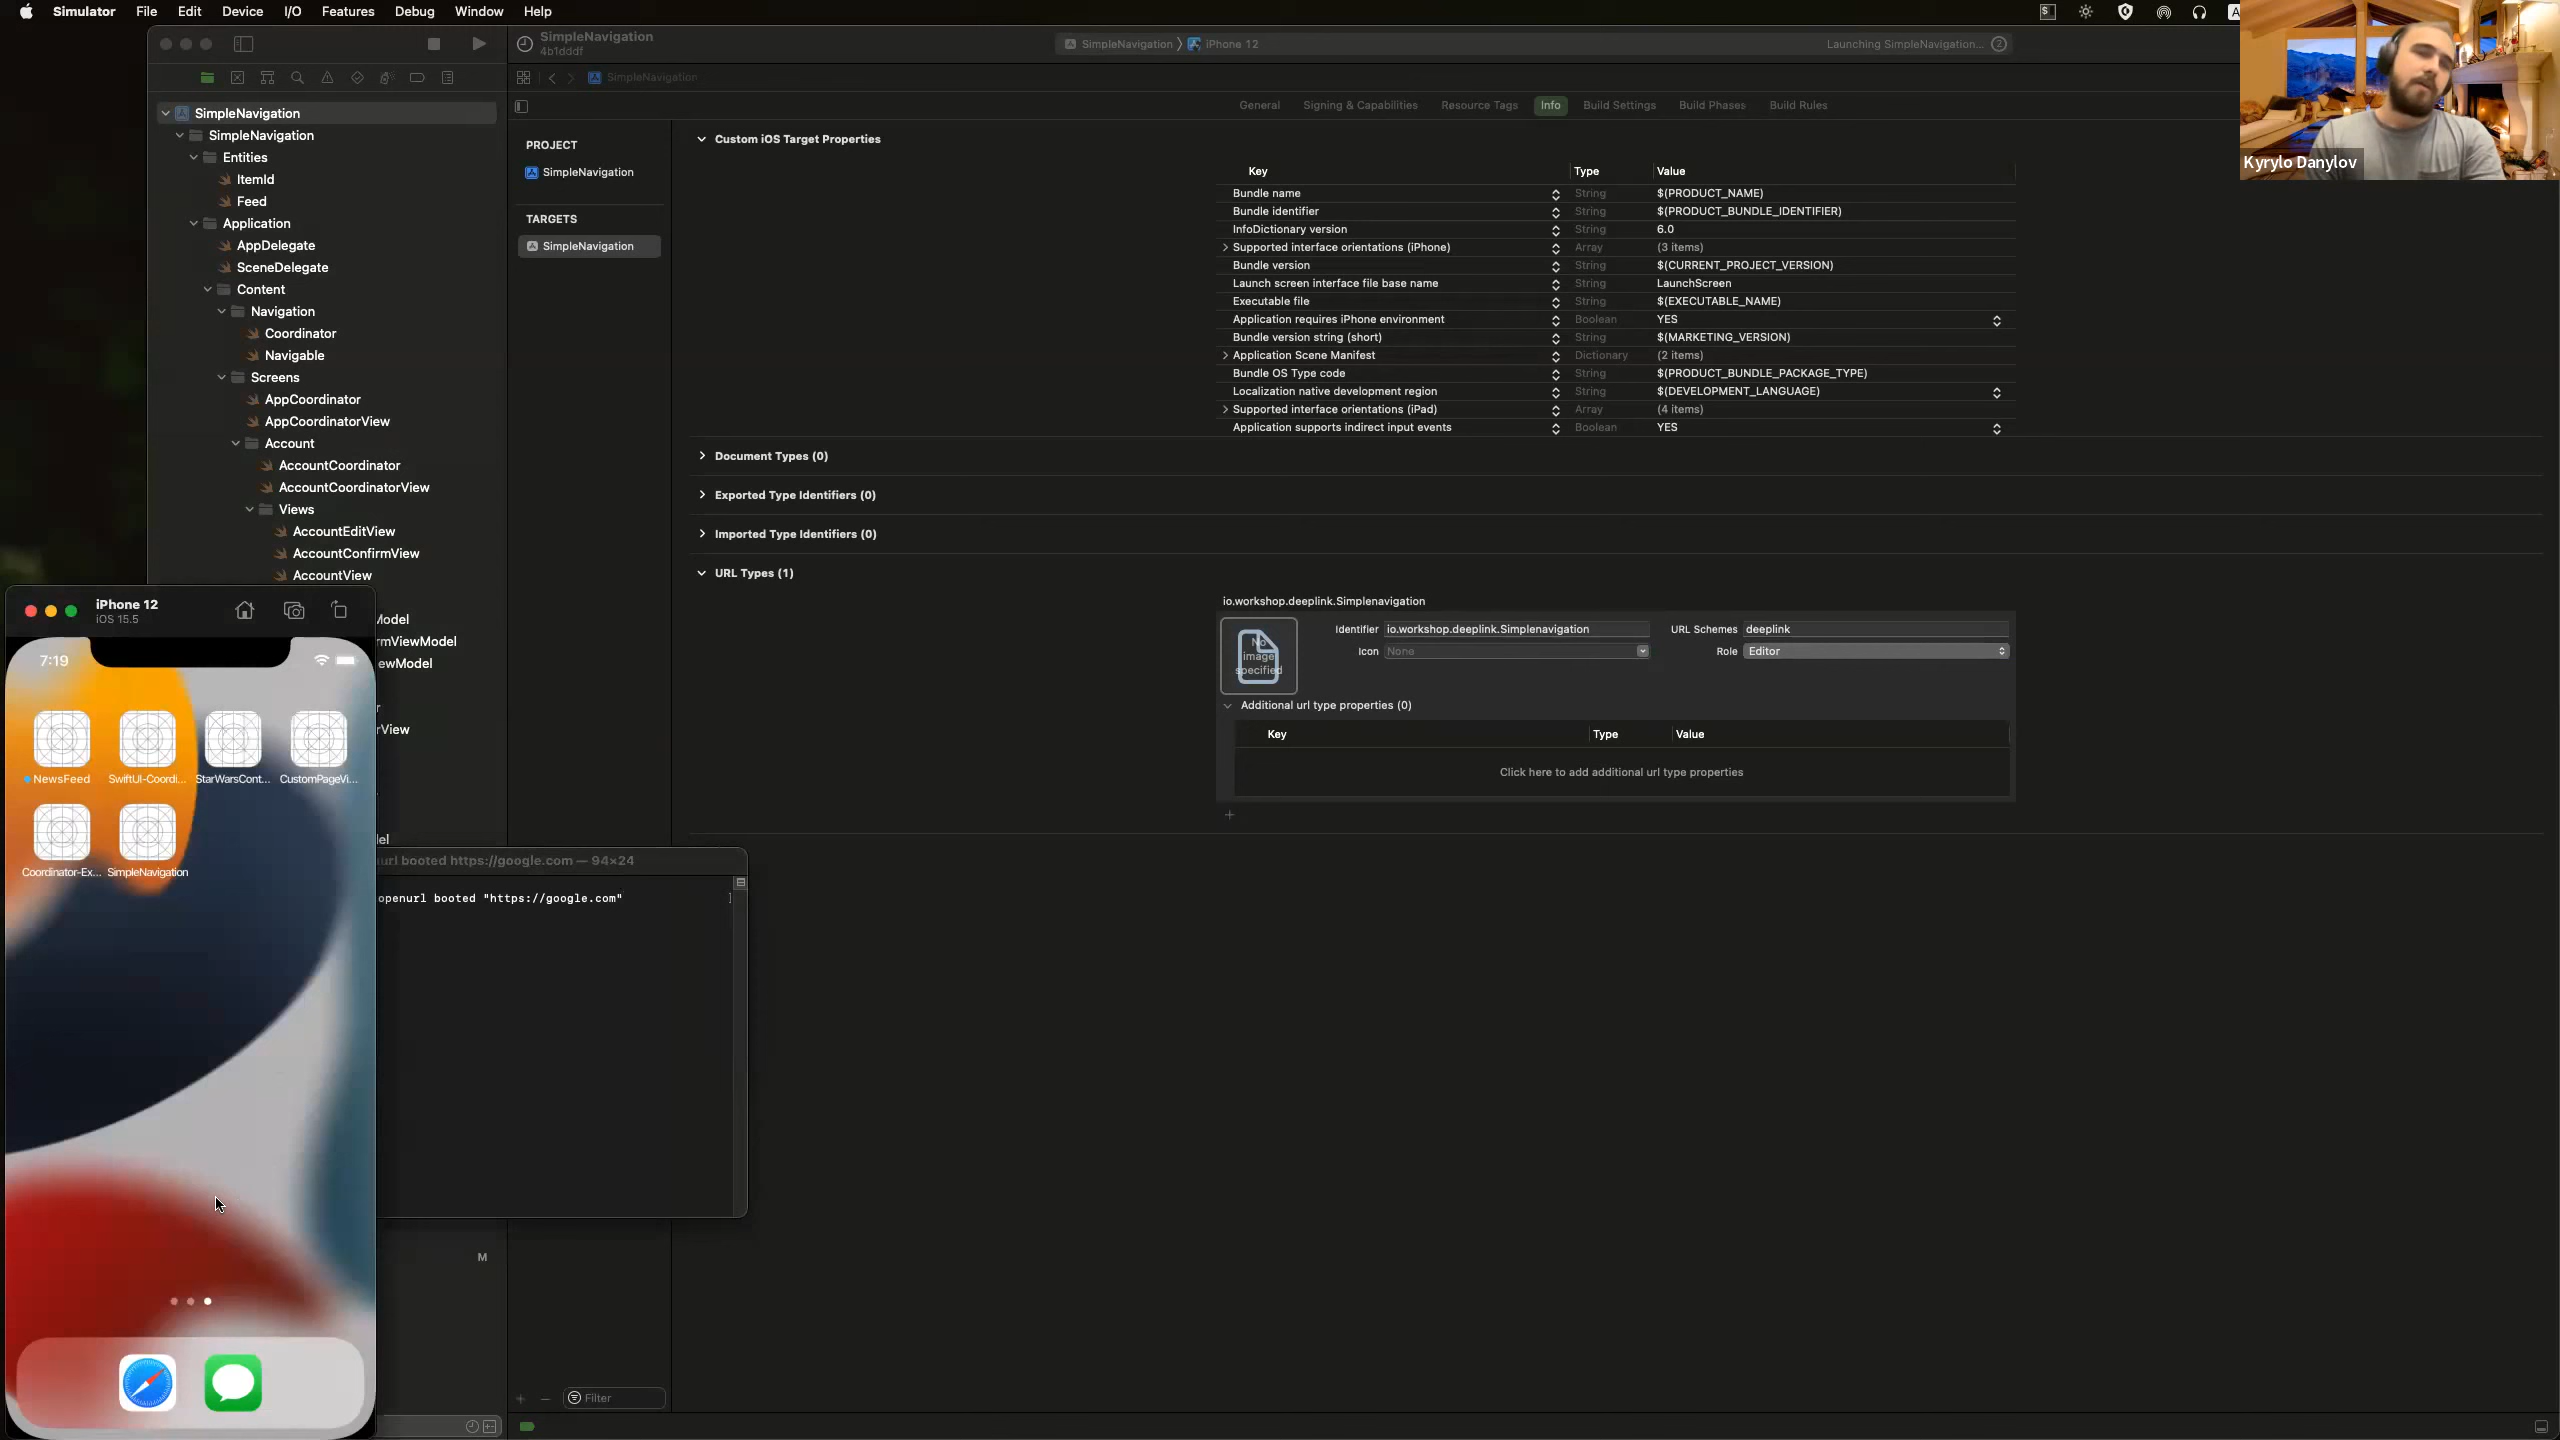 Simulator File Edit Device I/O Features Debug Window Help
SimpleNavigation
4b1dddf
SimpleNavigation iPhone 12
Launching SimpleNavigation... 2
SimpleNavigation
General Signing & Capabilities Resource Tags Info Build Settings Build Phases Build Rules
Kyrylo Danylov
SimpleNavigation
SimpleNavigation
Entities
ItemId
Feed
Application
AppDelegate
SceneDelegate
Content
Navigation
Coordinator
Navigable
Screens
AppCoordinator
AppCoordinatorView
Account
AccountCoordinator
AccountCoordinatorView
Views
AccountEditView
AccountConfirmView
AccountView
Model
rmViewModel
ewModel
r
rView
el
M
PROJECT
SimpleNavigation
TARGETS
SimpleNavigation
Filter
Custom iOS Target Properties
Key Type Value
Bundle name String $(PRODUCT_NAME)
Bundle identifier String $(PRODUCT_BUNDLE_IDENTIFIER)
InfoDictionary version String 6.0
Supported interface orientations (iPhone) Array (3 items)
Bundle version String $(CURRENT_PROJECT_VERSION)
Launch screen interface file base name String LaunchScreen
Executable file String $(EXECUTABLE_NAME)
Application requires iPhone environment Boolean YES
Bundle version string (short) String $(MARKETING_VERSION)
Application Scene Manifest Dictionary (2 items)
Bundle OS Type code String $(PRODUCT_BUNDLE_PACKAGE_TYPE)
Localization native development region String $(DEVELOPMENT_LANGUAGE)
Supported interface orientations (iPad) Array (4 items)
Application supports indirect input events Boolean YES
Document Types (0)
Exported Type Identifiers (0)
Imported Type Identifiers (0)
URL Types (1)
io.workshop.deeplink.Simplenavigation
No image specified
Identifier io.workshop.deeplink.Simplenavigation URL Schemes deeplink
Icon None Role Editor
Additional url type properties (0)
Key Type Value
Click here to add additional url type properties
iPhone 12
iOS 15.5
7:19
NewsFeed SwiftUI-Coordi... StarWarsCont... CustomPageVi...
Coordinator-Ex... SimpleNavigation
url booted https://google.com — 94×24
openurl booted "https://google.com" ]